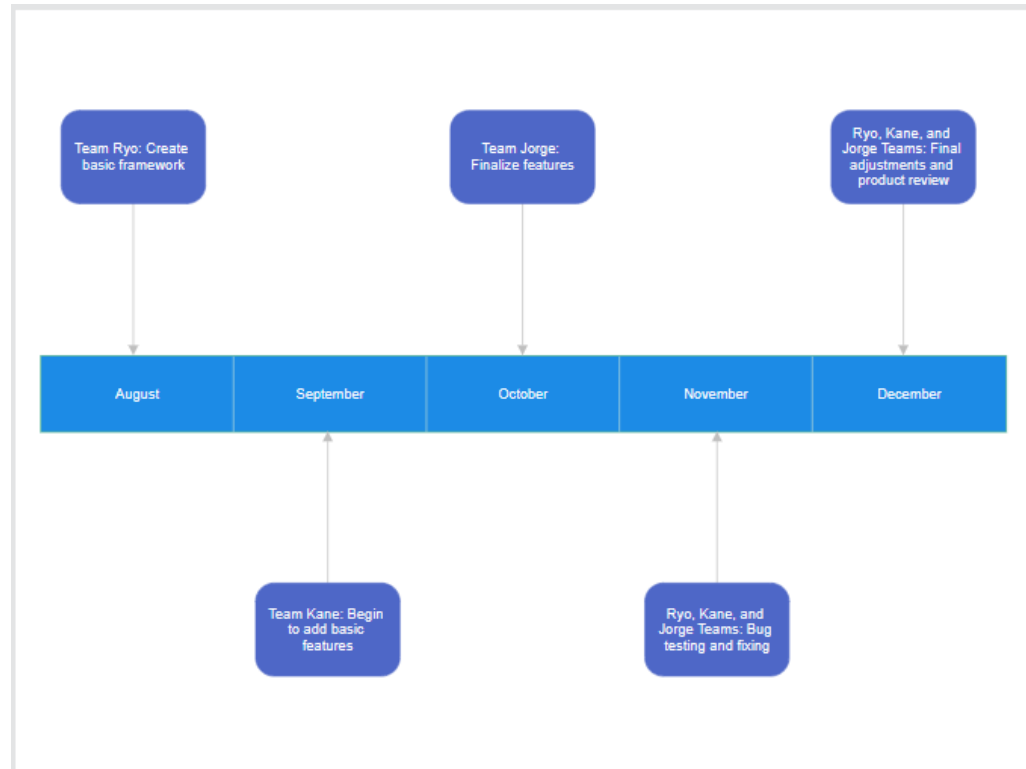 Team Ryo: Create
basic framework
Team Jorge:
Finalize features
Ryo, Kane, and
Jorge Teams: Final
adjustments and
product review
August
September
October
November
December
Team Kane: Begin
to add basic
features
Ryo, Kane, and
Jorge Teams: Bug
testing and fixing